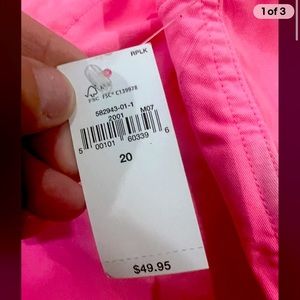 1 of 3
RPLK
FSC FSC® C139978
582943-01-1
2001 M07
5 00101 60339 6
20
$49.95